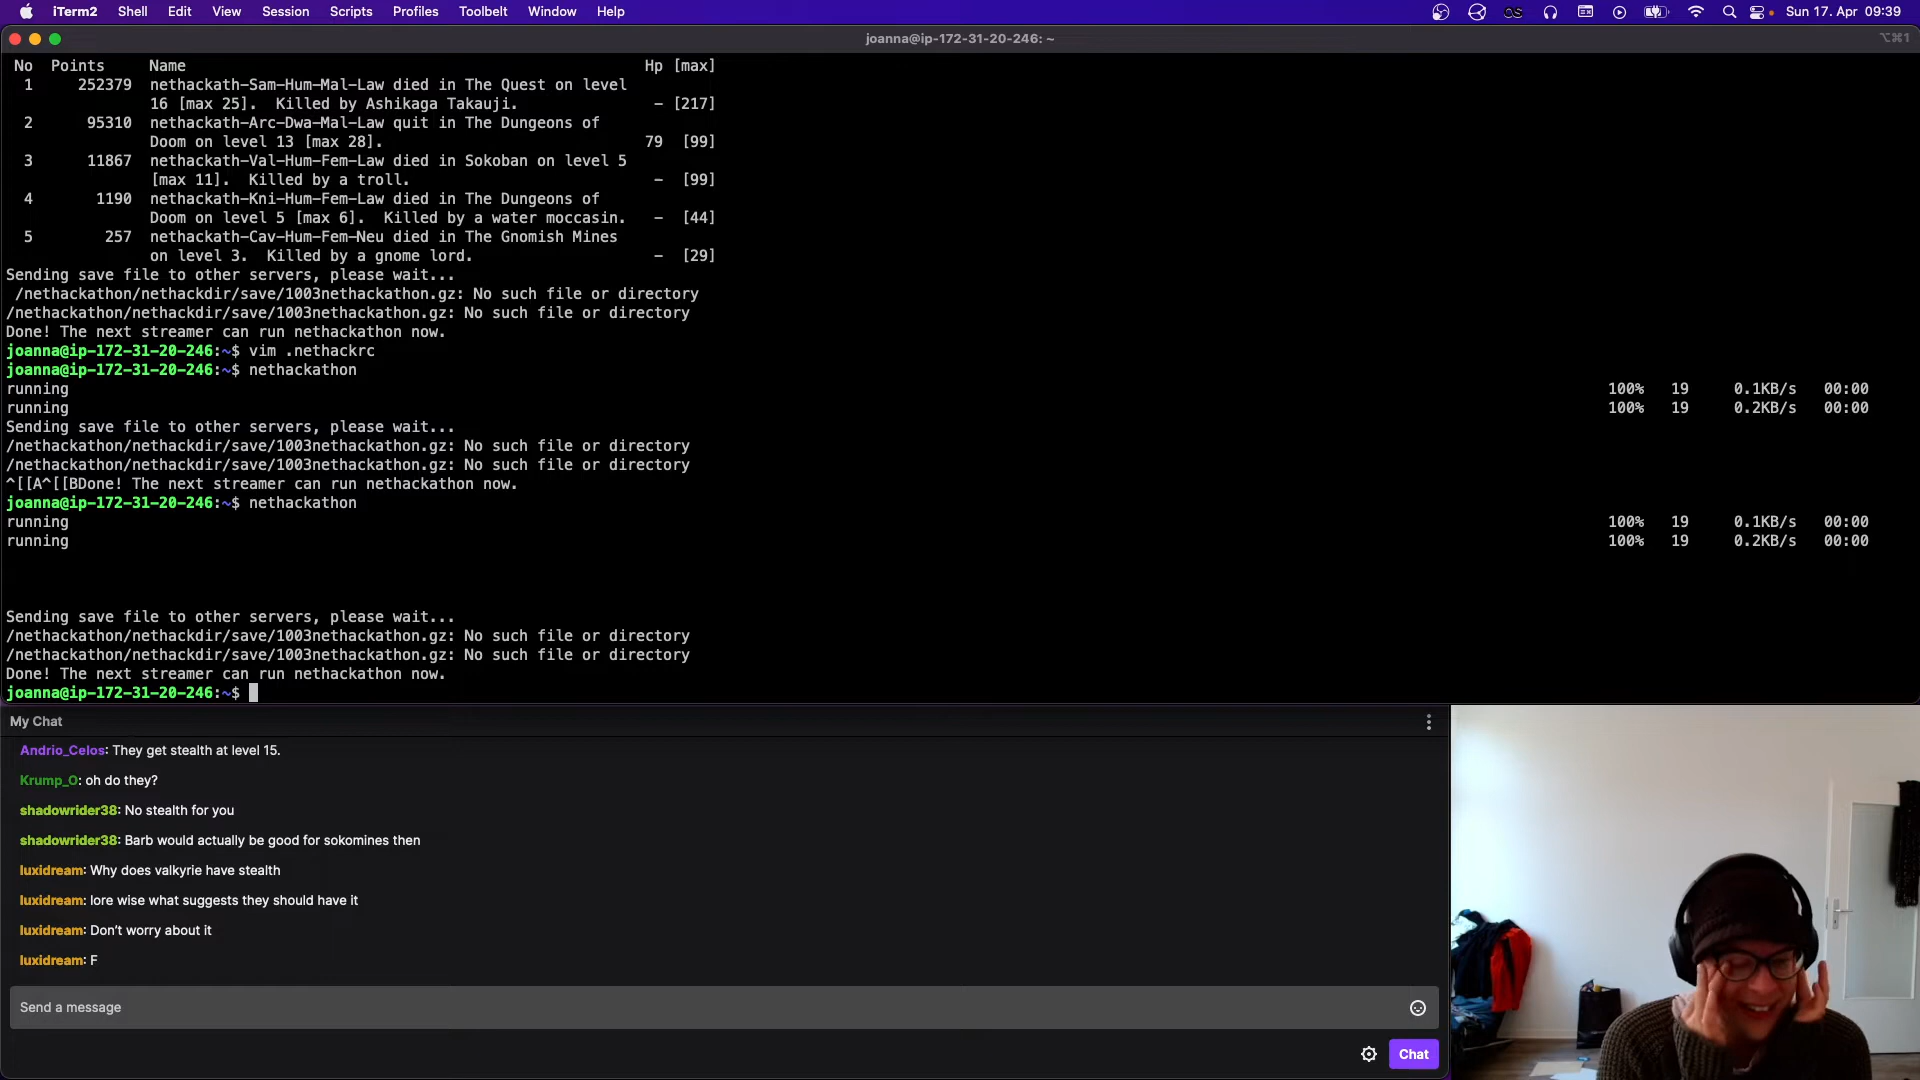 iTerm2 Shell Edit View Session Scripts Profiles Toolbelt Window Help Sun 17. Apr 09:39
joanna@ip-172-31-20-246: ~ ⌥⌘1
No Points Name Hp [max]
1 252379 nethackath-Sam-Hum-Mal-Law died in The Quest on level
16 [max 25]. Killed by Ashikaga Takauji. - [217]
2 95310 nethackath-Arc-Dwa-Mal-Law quit in The Dungeons of
Doom on level 13 [max 28]. 79 [99]
3 11867 nethackath-Val-Hum-Fem-Law died in Sokoban on level 5
[max 11]. Killed by a troll. - [99]
4 1190 nethackath-Kni-Hum-Fem-Law died in The Dungeons of
Doom on level 5 [max 6]. Killed by a water moccasin. - [44]
5 257 nethackath-Cav-Hum-Fem-Neu died in The Gnomish Mines
on level 3. Killed by a gnome lord. - [29]
Sending save file to other servers, please wait...
/nethackathon/nethackdir/save/1003nethackathon.gz: No such file or directory
/nethackathon/nethackdir/save/1003nethackathon.gz: No such file or directory
Done! The next streamer can run nethackathon now.
joanna@ip-172-31-20-246:~$ vim .nethackrc
joanna@ip-172-31-20-246:~$ nethackathon
running 100% 19 0.1KB/s 00:00
running 100% 19 0.2KB/s 00:00
Sending save file to other servers, please wait...
/nethackathon/nethackdir/save/1003nethackathon.gz: No such file or directory
/nethackathon/nethackdir/save/1003nethackathon.gz: No such file or directory
^[[A^[[BDone! The next streamer can run nethackathon now.
joanna@ip-172-31-20-246:~$ nethackathon
running 100% 19 0.1KB/s 00:00
running 100% 19 0.2KB/s 00:00
Sending save file to other servers, please wait...
/nethackathon/nethackdir/save/1003nethackathon.gz: No such file or directory
/nethackathon/nethackdir/save/1003nethackathon.gz: No such file or directory
Done! The next streamer can run nethackathon now.
joanna@ip-172-31-20-246:~$
My Chat
Andrio_Celos: They get stealth at level 15.
Krump_O: oh do they?
shadowrider38: No stealth for you
shadowrider38: Barb would actually be good for sokomines then
luxidream: Why does valkyrie have stealth
luxidream: lore wise what suggests they should have it
luxidream: Don't worry about it
luxidream: F
Send a message
Chat